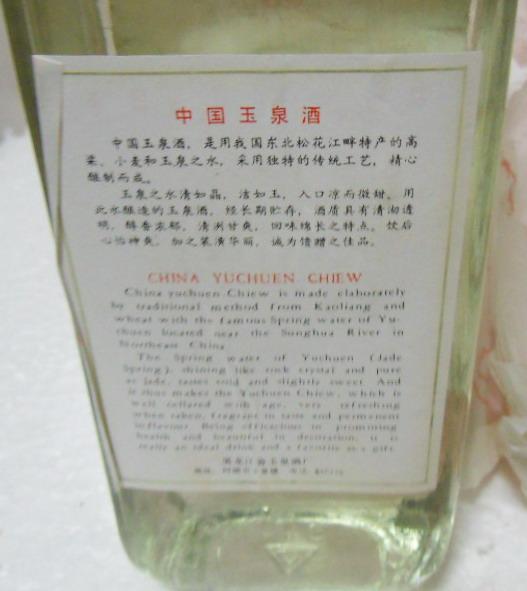 中国玉泉酒
中国玉泉酒，是用我国东北松花江畔特产的高
粱、小麦和玉泉之水，采用独特的传统工艺，精心
酿制而成。
玉泉之水清如晶，洁如玉，入口凉而微甜。用
此水酿造的玉泉酒，经长期贮存，酒质具有清澈透
明，醇香浓郁，清冽甘爽，回味绵长之特点。饮后
心怡神爽，加之装潢华丽，诚为馈赠之佳品。
CHINA YUCHUEN CHIEW
China yuchuen Chiew is made elaborately
by traditional method from Kaoliang and
wheat with the famous Spring water of Yu-
chuen located near the Songhua River in
Northeast China
The Spring water of Yuchuen (Jade
Spring), shining like rock crystal and pure
as jade, tastes cold and slightly sweet. And
it thus makes the Yuchuen Chiew, which is
well cellared with age, very refreshing
when taken, fragrant in taste and permanent
in flavour. Being efficacious in promoting
health and beautiful in decoration, it is
really an ideal drink and a favorite as a gift
黑龙江省玉泉酒厂